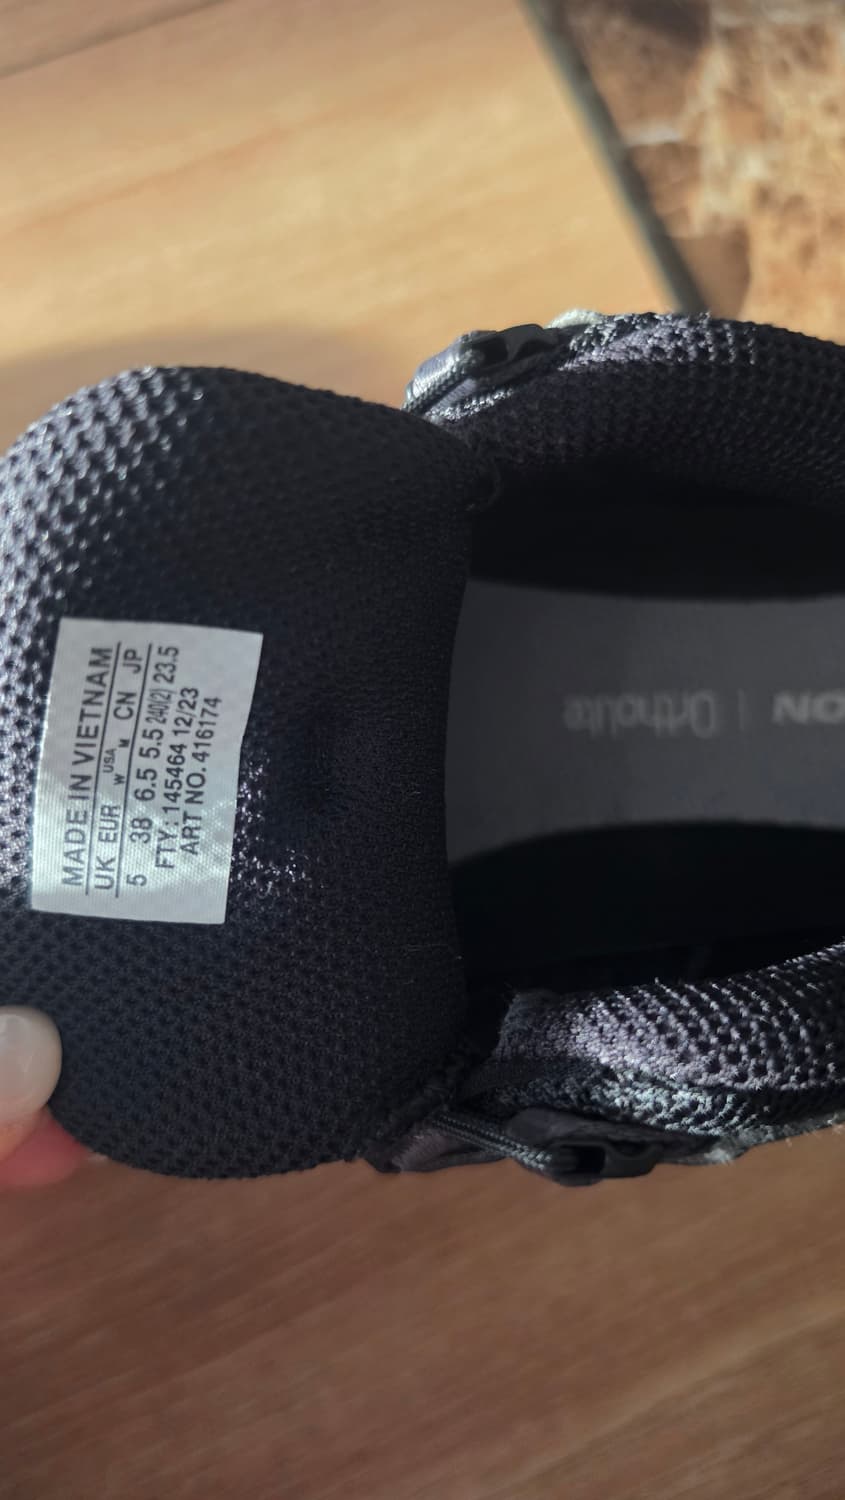 MADE IN VIETNAM
UK EUR USA CN JP
W M
5 38 6.5 5.5 240(2) 23.5
FTY: 145464 12/23
ART NO. 416174
Ortholite |